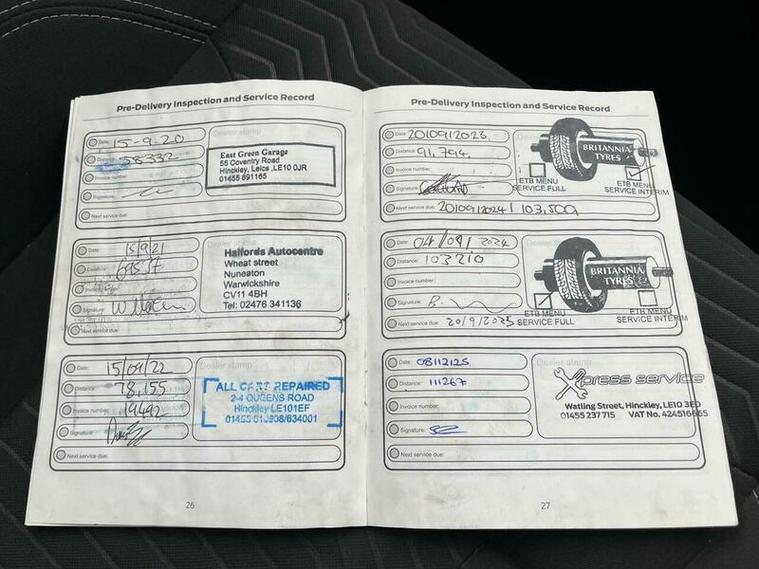 Pre-Delivery Inspection and Service Record
Date: 15-9-20
Distance: 58332
Invoice number:
Signature:
Next service due:
Dealer stamp
East Green Garage
55 Coventry Road
Hinckley, Leics ,LE10 0JR
01455 891165
Date: 15/9/21
Distance: 69537
Signature:
Next service due:
Halfords Autocentre
Wheat street
Nuneaton
Warwickshire
CV11 4BH
Tel: 02476 341136
Date: 15/09/22
Distance: 78,155
Invoice number: 19492
Signature:
Next service due:
Dealer stamp
ALL CARS REPAIRED
2-4 QUEENS ROAD
Hinckley LE101EF
26
Pre-Delivery Inspection and Service Record
Date: 20/09/2023
Distance: 91,794
Invoice number:
Signature:
Next service due: 20/09/2024 / 103,500
BRITANNIA
TYRES
ETB MENU
SERVICE FULL
ETB MENU
SERVICE INTERIM
Date: 04/09/2024
Distance: 103210
Invoice number:
Signature:
Next service due: 20/9/2025
BRITANNIA
TYRES
ETB MENU
SERVICE FULL
ETB MENU
SERVICE INTERIM
Date: 08/12/25
Distance: 111267
Invoice number:
Signature:
Next service due:
Dealer stamp
Xpress service
Watling Street, Hinckley, LE10 3ED
01455 237 715 VAT No. 424516665
27